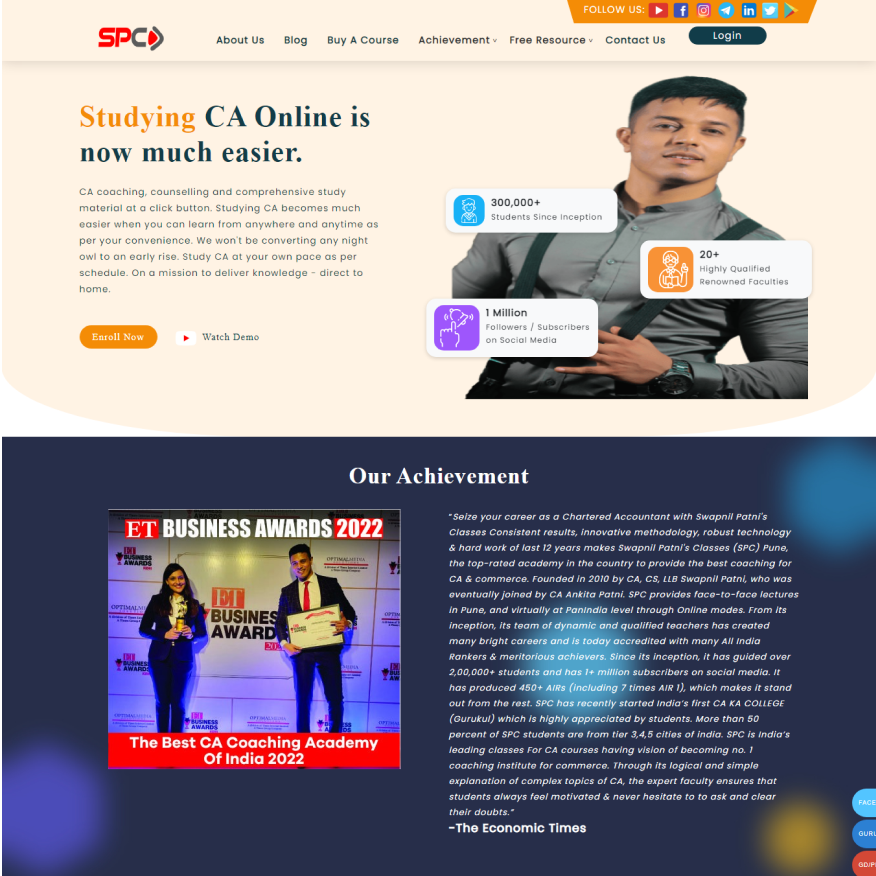 FOLLOW US:
SPC
About Us Blog Buy A Course Achievement Free Resource Contact Us Login
Studying CA Online is
now much easier.
CA coaching, counselling and comprehensive study
material at a click button. Studying CA becomes much
easier when you can learn from anywhere and anytime as
per your convenience. We won't be converting any night
owl to an early rise. Study CA at your own pace as per
schedule. On a mission to deliver knowledge - direct to
home.
Enroll Now Watch Demo
300,000+
Students Since Inception
20+
Highly Qualified
Renowned Faculties
1 Million
Followers / Subscribers
on Social Media
Our Achievement
ET BUSINESS AWARDS 2022
ET
BUSINESS
AWARDS
OPTIMAL MEDIA
The Best CA Coaching Academy
Of India 2022
"Seize your career as a Chartered Accountant with Swapnil Patni's
Classes Consistent results, innovative methodology, robust technology
& hard work of last 12 years makes Swapnil Patni's Classes (SPC) Pune,
the top-rated academy in the country to provide the best coaching for
CA & commerce. Founded in 2010 by CA, CS, LLB Swapnil Patni, who was
eventually joined by CA Ankita Patni. SPC provides face-to-face lectures
in Pune, and virtually at PanIndia level through Online modes. From its
inception, its team of dynamic and qualified teachers has created
many bright careers and is today accredited with many All India
Rankers & meritorious achievers. Since its inception, it has guided over
2,00,000+ students and has 1+ million subscribers on social media. It
has produced 450+ AIRs (including 7 times AIR 1), which makes it stand
out from the rest. SPC has recently started India's first CA KA COLLEGE
(Gurukul) which is highly appreciated by students. More than 50
percent of SPC students are from tier 3,4,5 cities of india. SPC is India's
leading classes For CA courses having vision of becoming no. 1
coaching institute for commerce. Through its logical and simple
explanation of complex topics of CA, the expert faculty ensures that
students always feel motivated & never hesitate to to ask and clear
their doubts."
-The Economic Times
FACE
GURU
GD/P